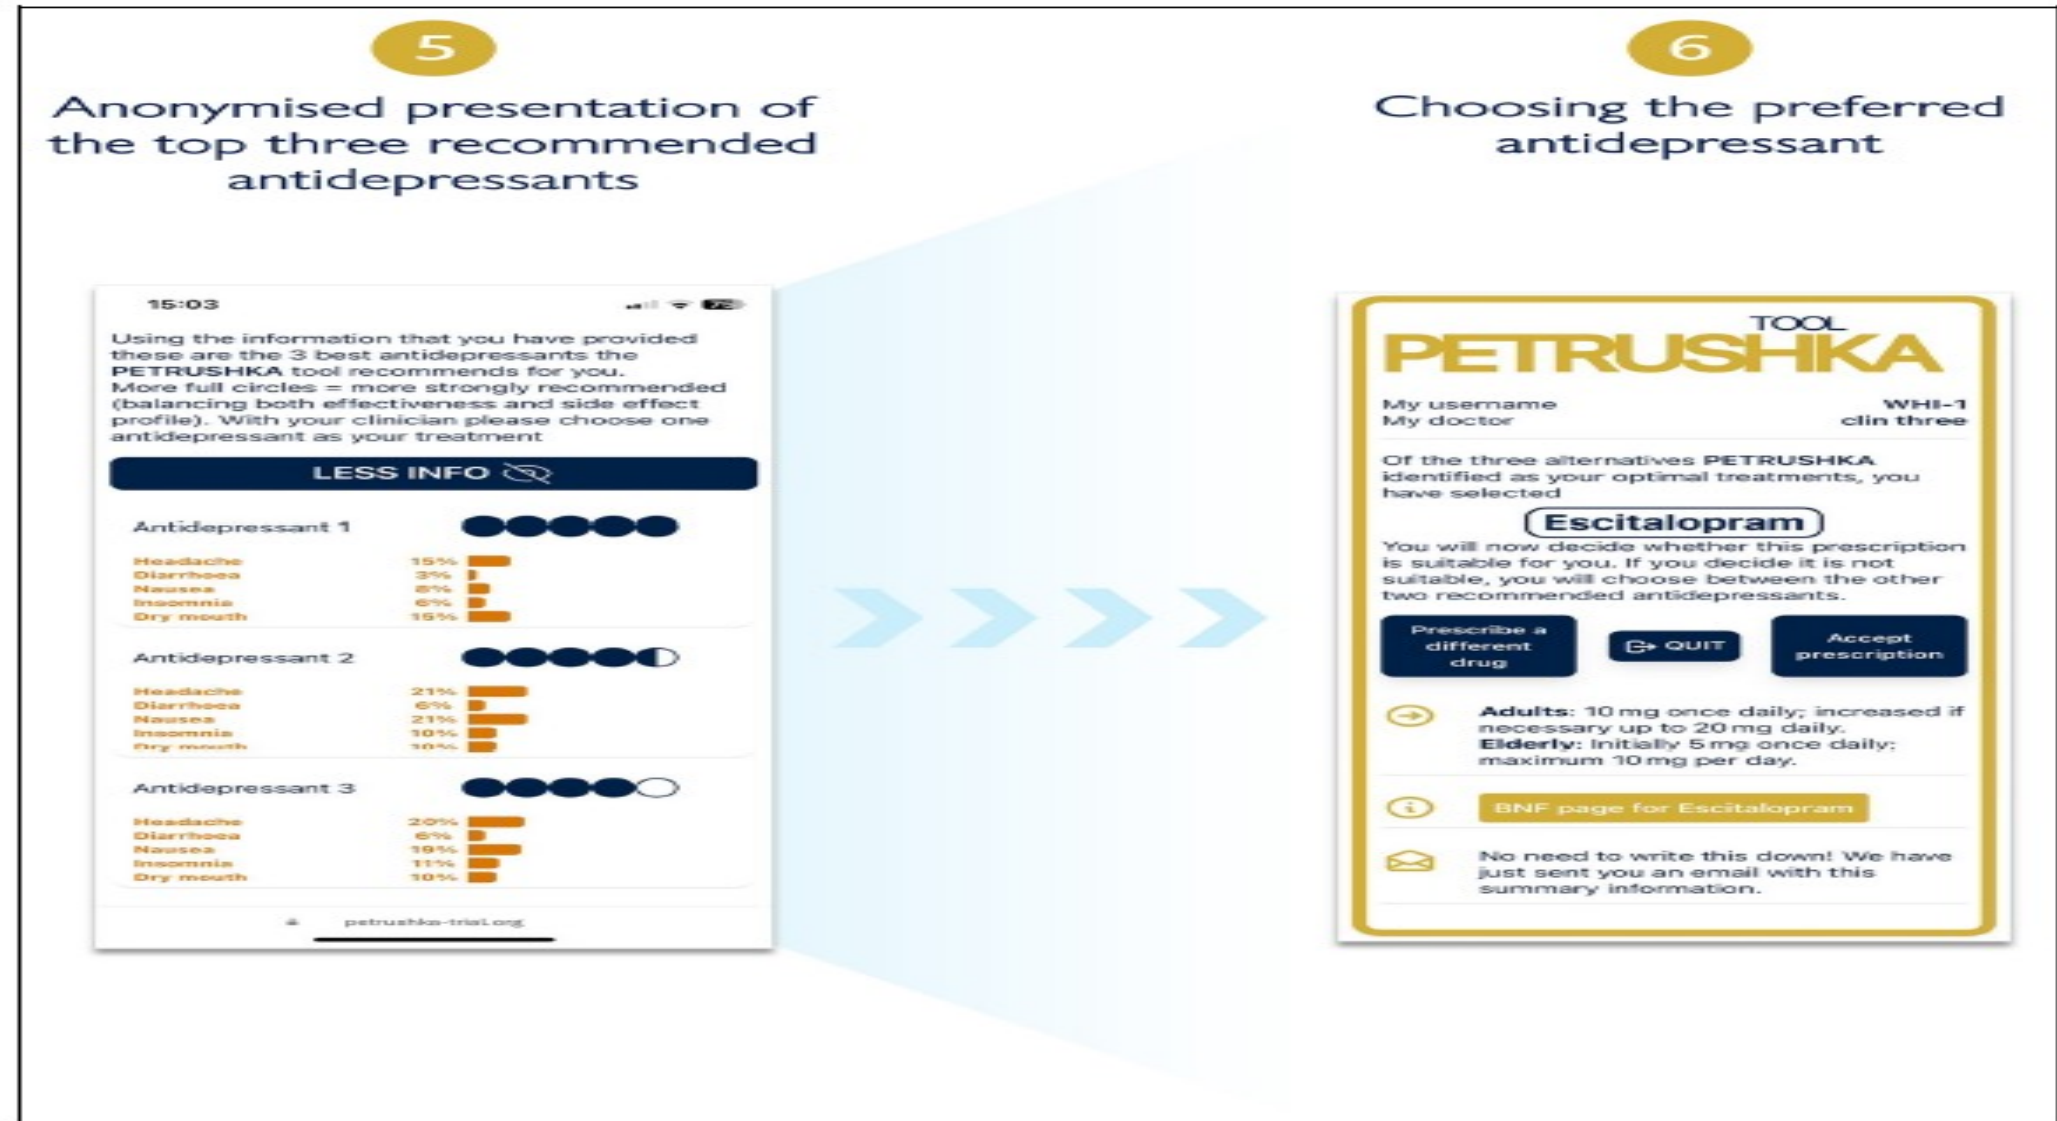 5
Anonymised presentation of
the top three recommended
antidepressants
15:03
Using the information that you have provided
these are the 3 best antidepressants the
PETRUSHKA tool recommends for you.
More full circles = more strongly recommended
(balancing both effectiveness and side effect
profile). With your clinician please choose one
antidepressant as your treatment
LESS INFO
Antidepressant 1
Headache 15%
Diarrhoea 3%
Nausea 8%
Insomnia 6%
Dry mouth 15%
Antidepressant 2
Headache 21%
Diarrhoea 6%
Nausea 21%
Insomnia 10%
Dry mouth 10%
Antidepressant 3
Headache 20%
Diarrhoea 6%
Nausea 19%
Insomnia 11%
Dry mouth 10%
petrushka-trial.org
6
Choosing the preferred
antidepressant
TOOL
PETRUSHKA
My username WHI-1
My doctor clin three
Of the three alternatives PETRUSHKA
identified as your optimal treatments, you
have selected
Escitalopram
You will now decide whether this prescription
is suitable for you. If you decide it is not
suitable, you will choose between the other
two recommended antidepressants.
Prescribe a
different
drug
QUIT
Accept
prescription
Adults: 10 mg once daily; increased if
necessary up to 20 mg daily.
Elderly: Initially 5 mg once daily;
maximum 10 mg per day.
BNF page for Escitalopram
No need to write this down! We have
just sent you an email with this
summary information.